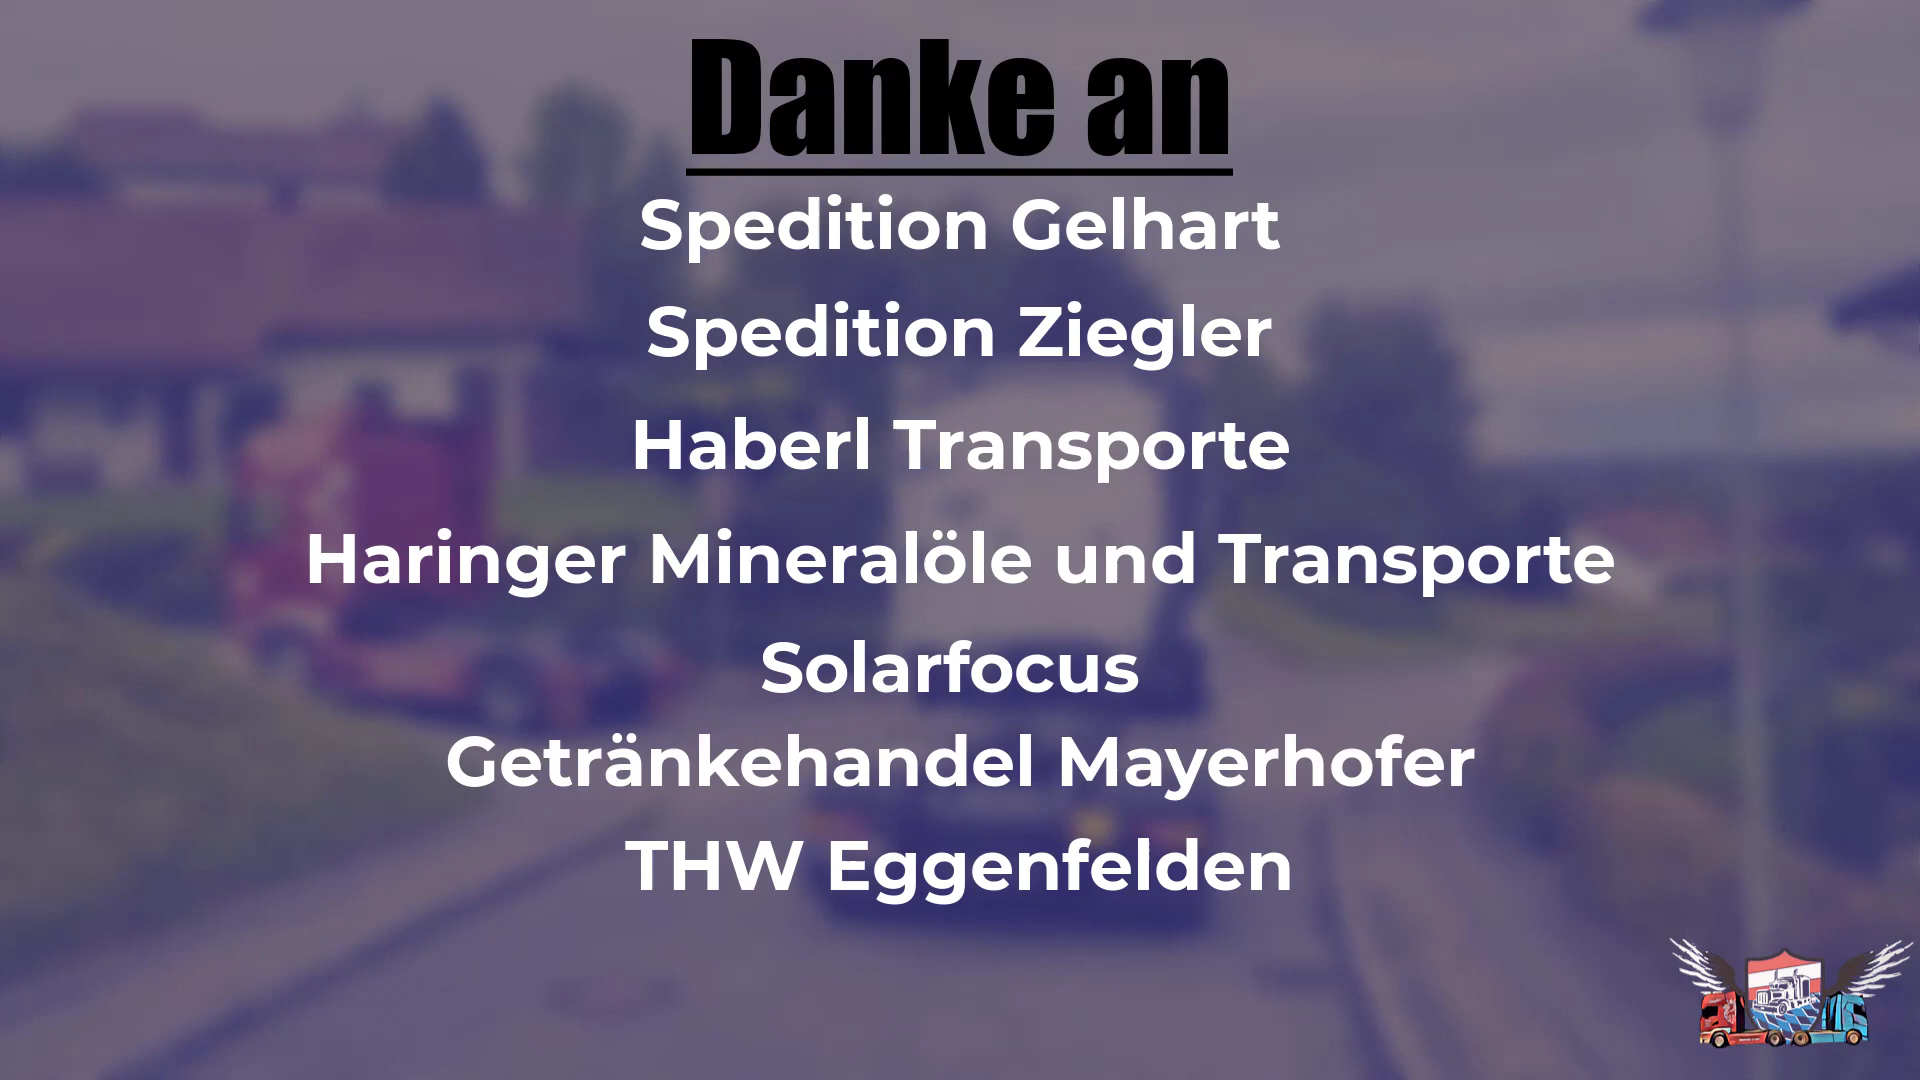 Danke an
Spedition Gelhart
Spedition Ziegler
Haberl Transporte
Haringer Mineralöle und Transporte
Solarfocus
Getränkehandel Mayerhofer
THW Eggenfelden